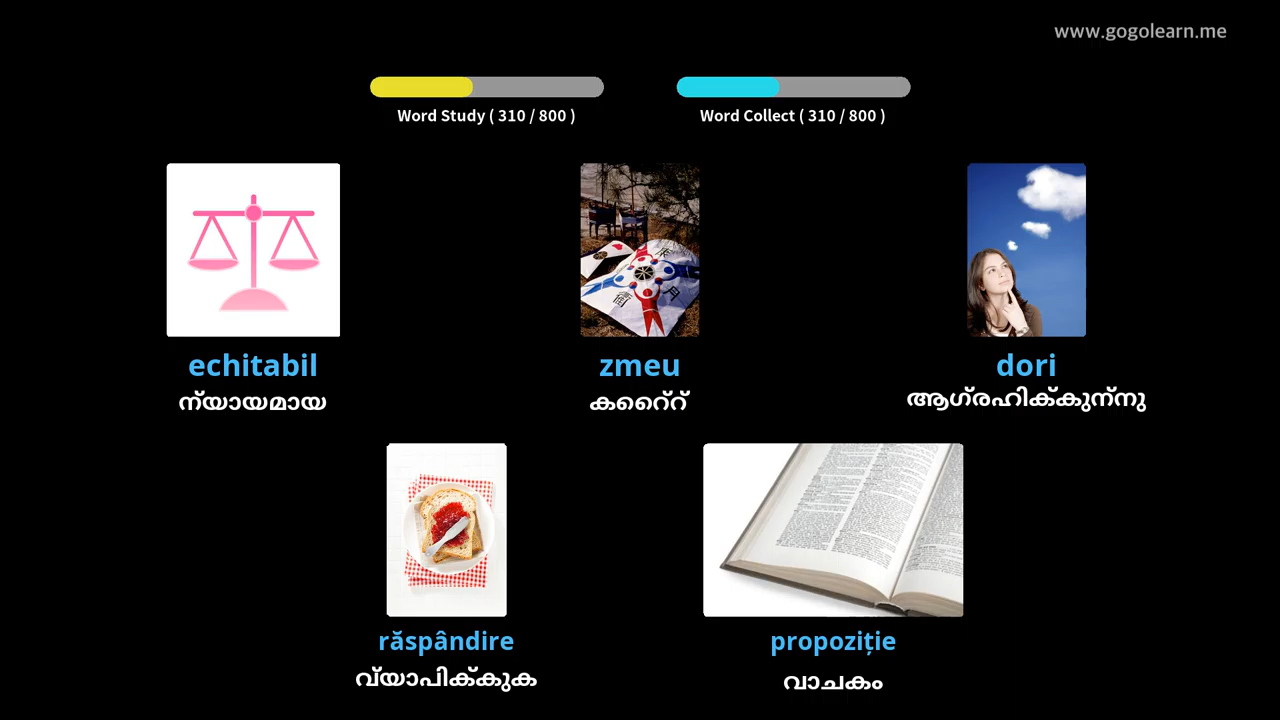 www.gogolearn.me
Word Study ( 310 / 800 )
Word Collect ( 310 / 800 )
echitabil
ന്യായമായ
zmeu
dori
ആഗ്രഹിക്കുന്നു
răspândire
വ്യാപിക്കുക
propoziție
വാചകം